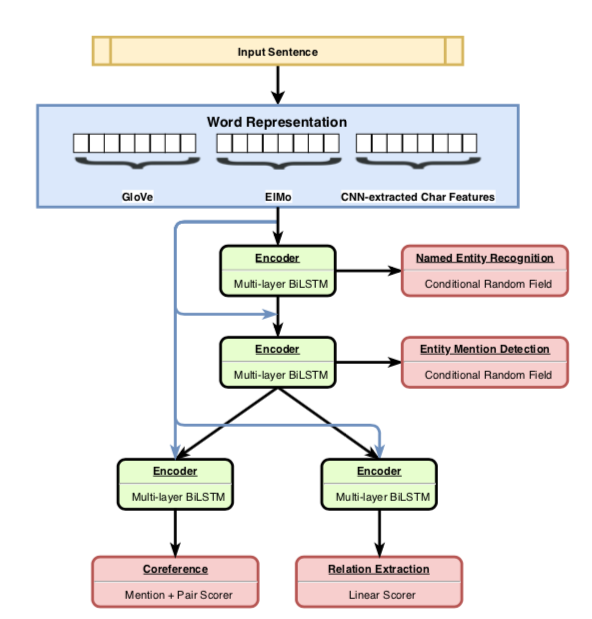 Input Sentence
Word Representation
GloVe
ElMo
CNN-extracted Char Features
Encoder
Multi-layer BiLSTM
Named Entity Recognition
Conditional Random Field
Encoder
Multi-layer BiLSTM
Entity Mention Detection
Conditional Random Field
Encoder
Multi-layer BiLSTM
Encoder
Multi-layer BiLSTM
Coreference
Mention + Pair Scorer
Relation Extraction
Linear Scorer